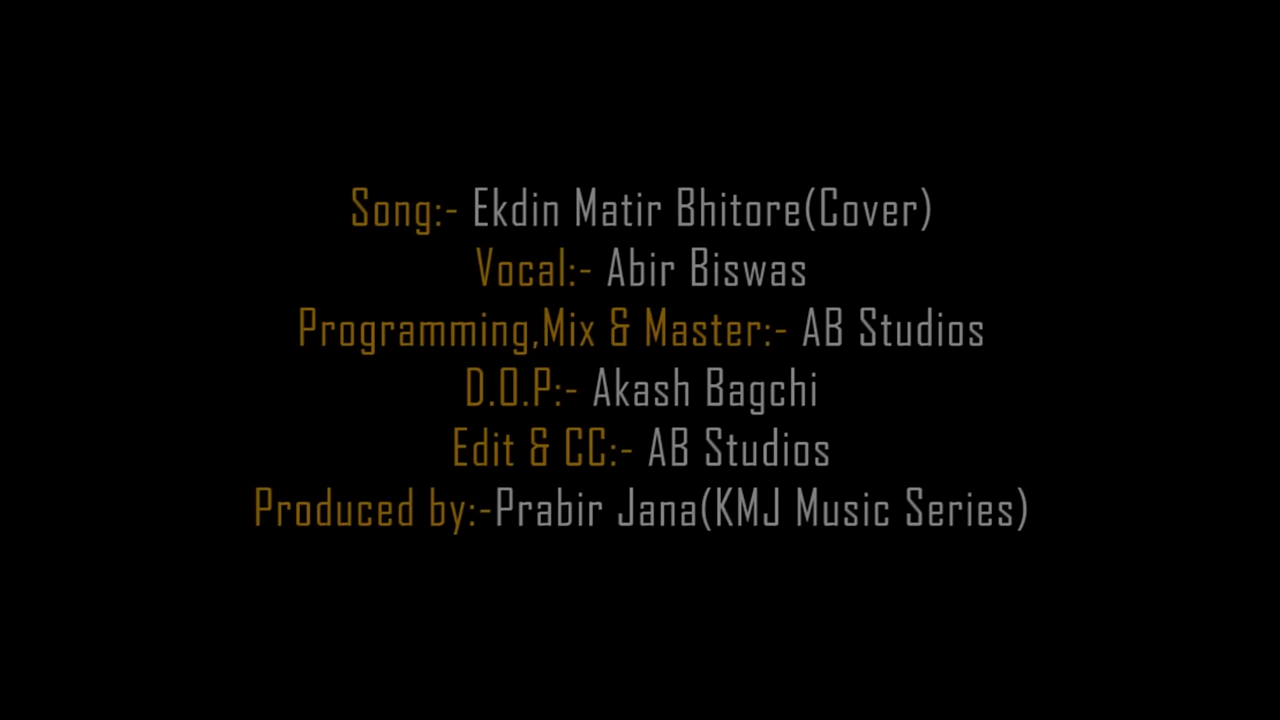 Song:- Ekdin Matir Bhitore(Cover)
Vocal:- Abir Biswas
Programming,Mix & Master:- AB Studios
D.O.P:- Akash Bagchi
Edit & CC:- AB Studios
Produced by:-Prabir Jana(KMJ Music Series)